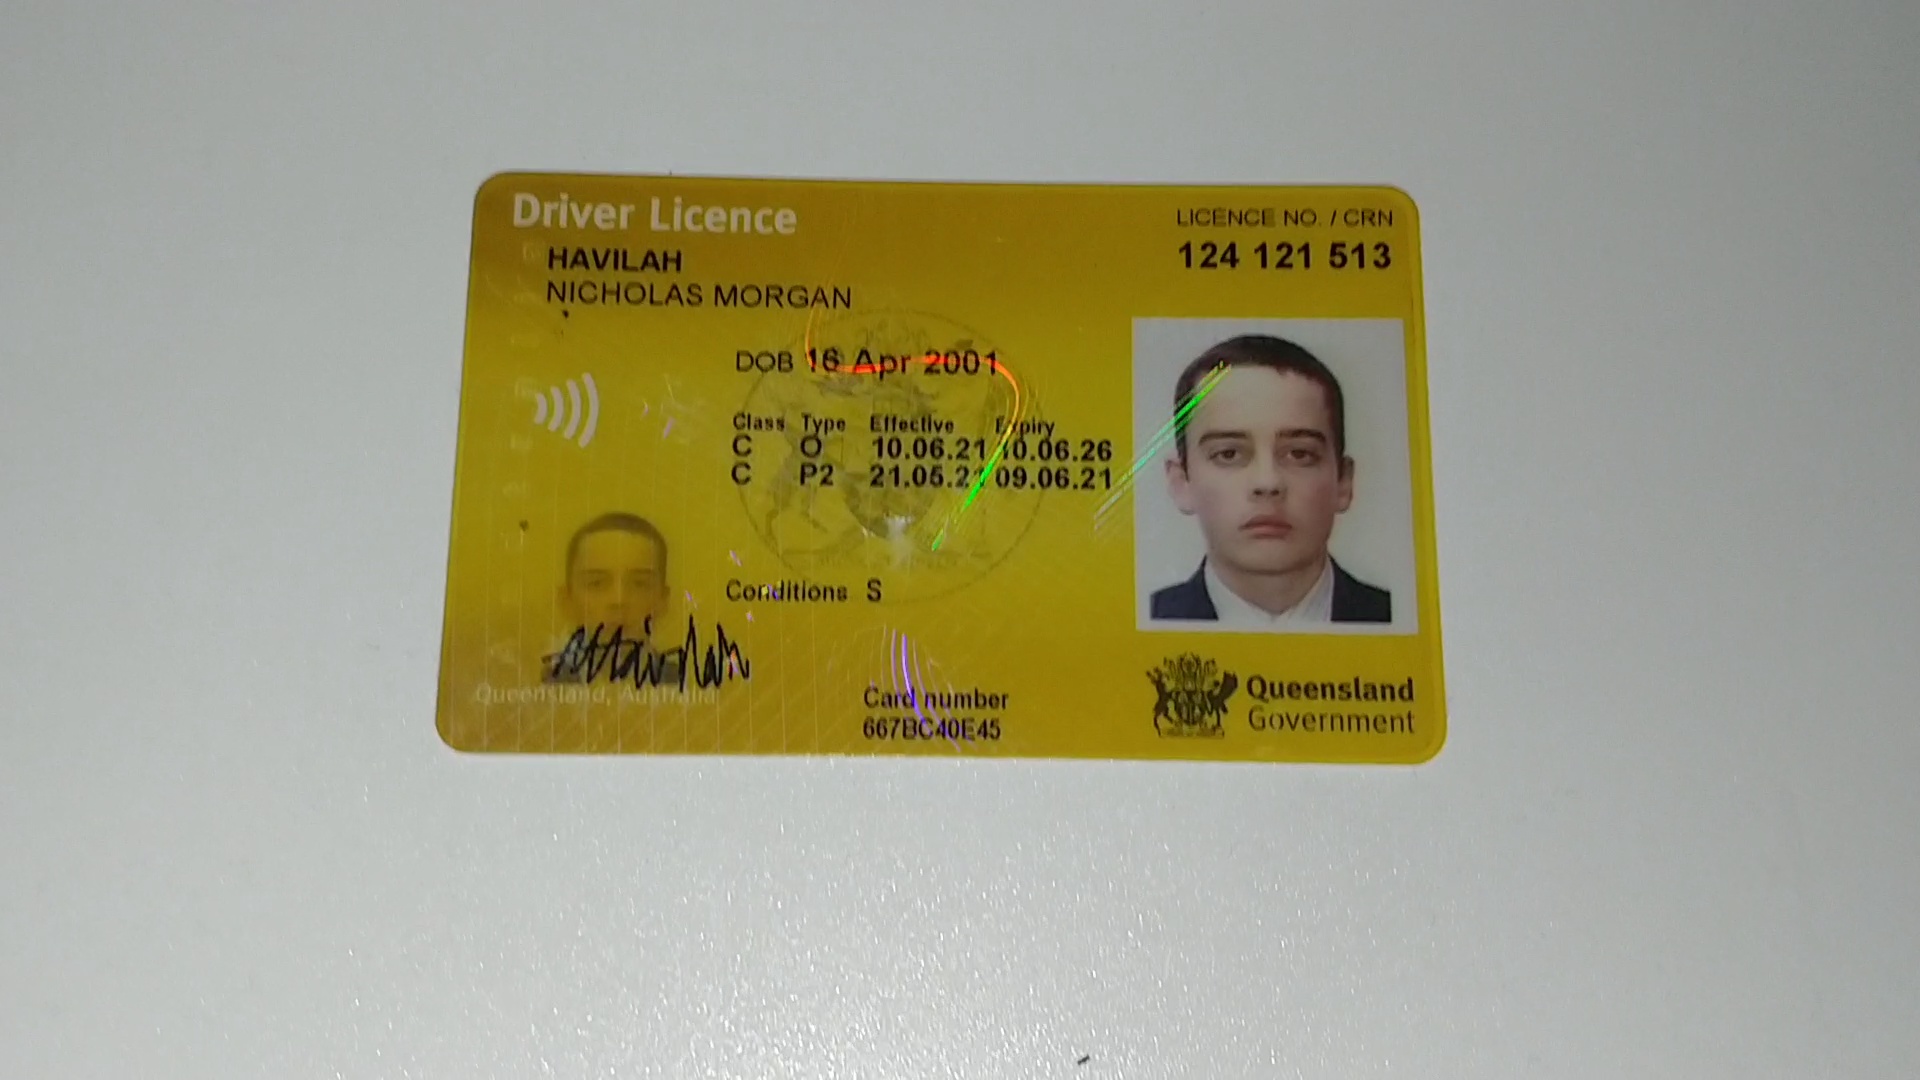 Driver Licence
HAVILAH
NICHOLAS MORGAN
LICENCE NO. / CRN
124 121 513
DOB 16 Apr 2001
Class Type Effective Expiry
C O 10.06.21 10.06.26
C P2 21.05.21 09.06.21
Conditions S
Havilah
Queensland, Australia
Card number
667BC40E45
Queensland
Government